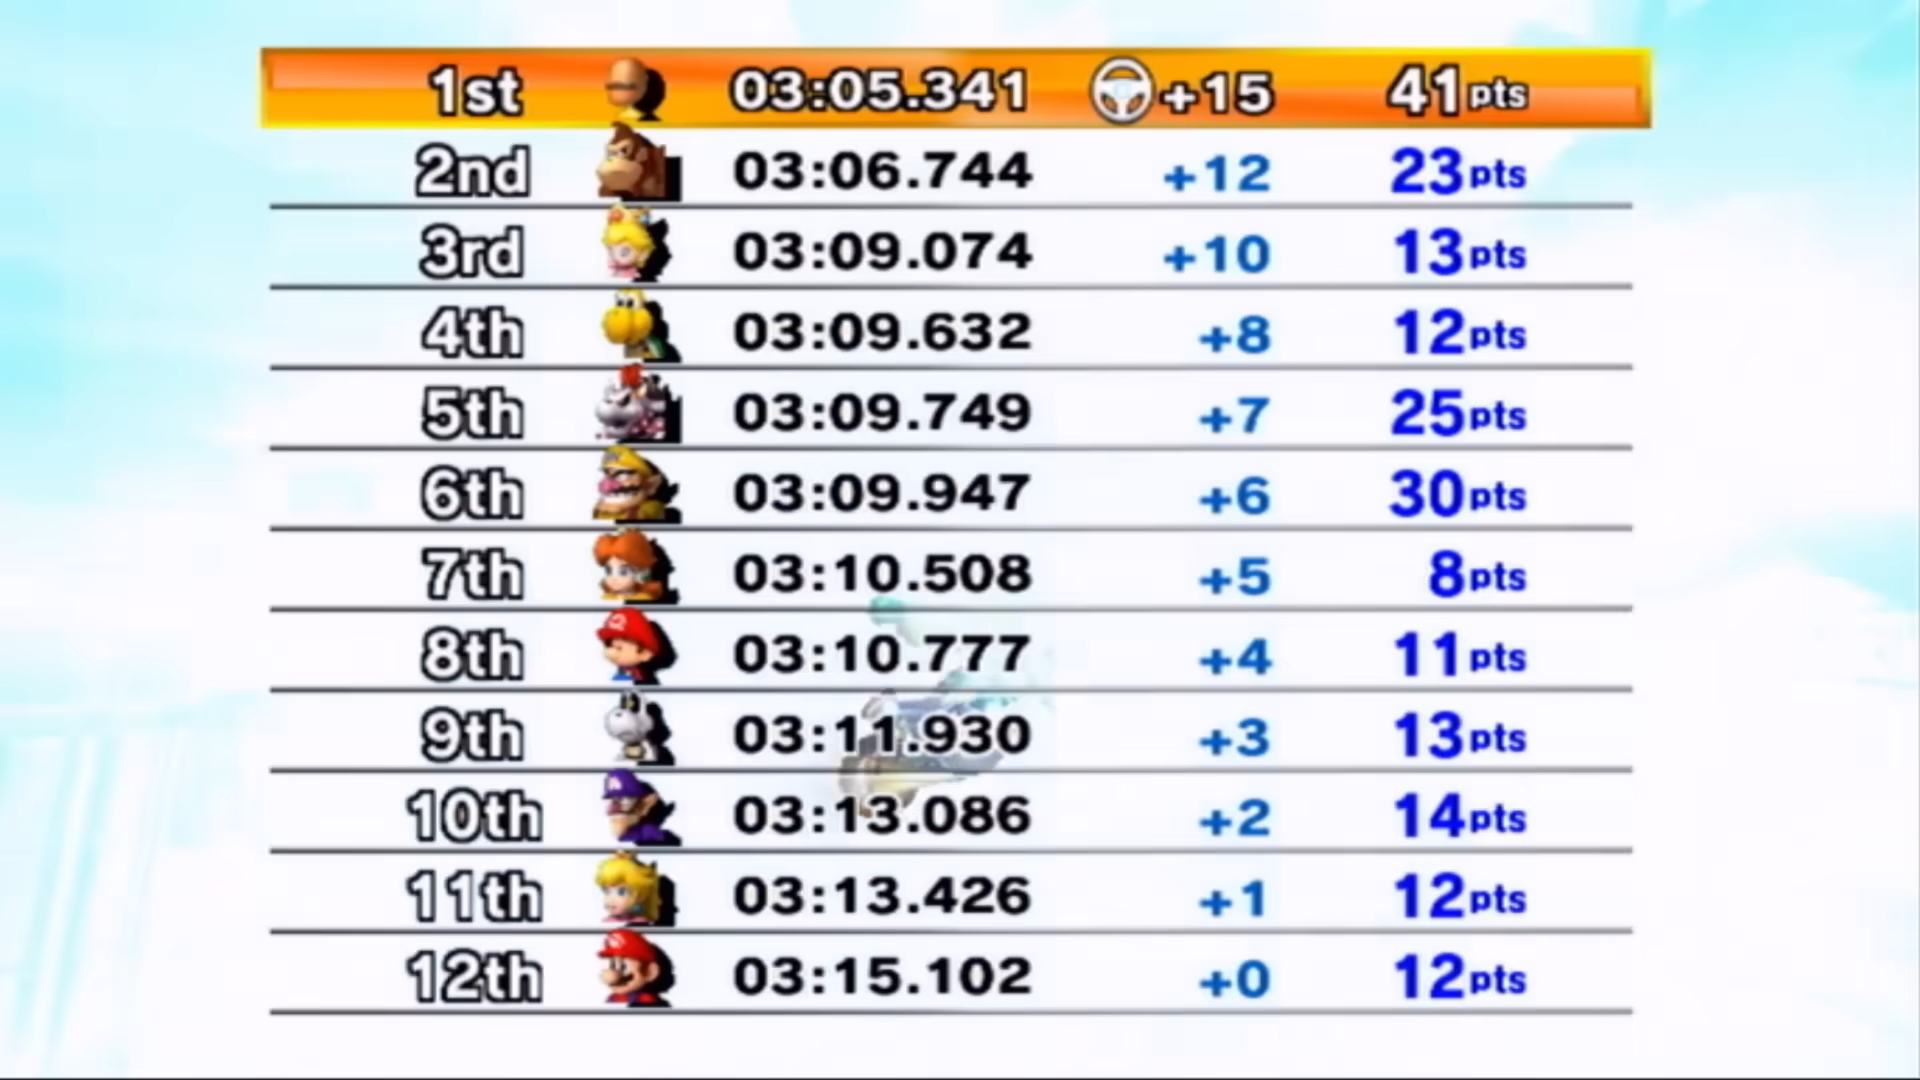 1st 03:05.341 +15 41pts
2nd 03:06.744 +12 23pts
3rd 03:09.074 +10 13pts
4th 03:09.632 +8 12pts
5th 03:09.749 +7 25pts
6th 03:09.947 +6 30pts
7th 03:10.508 +5 8pts
8th 03:10.777 +4 11pts
9th 03:11.930 +3 13pts
10th 03:13.086 +2 14pts
11th 03:13.426 +1 12pts
12th 03:15.102 +0 12pts